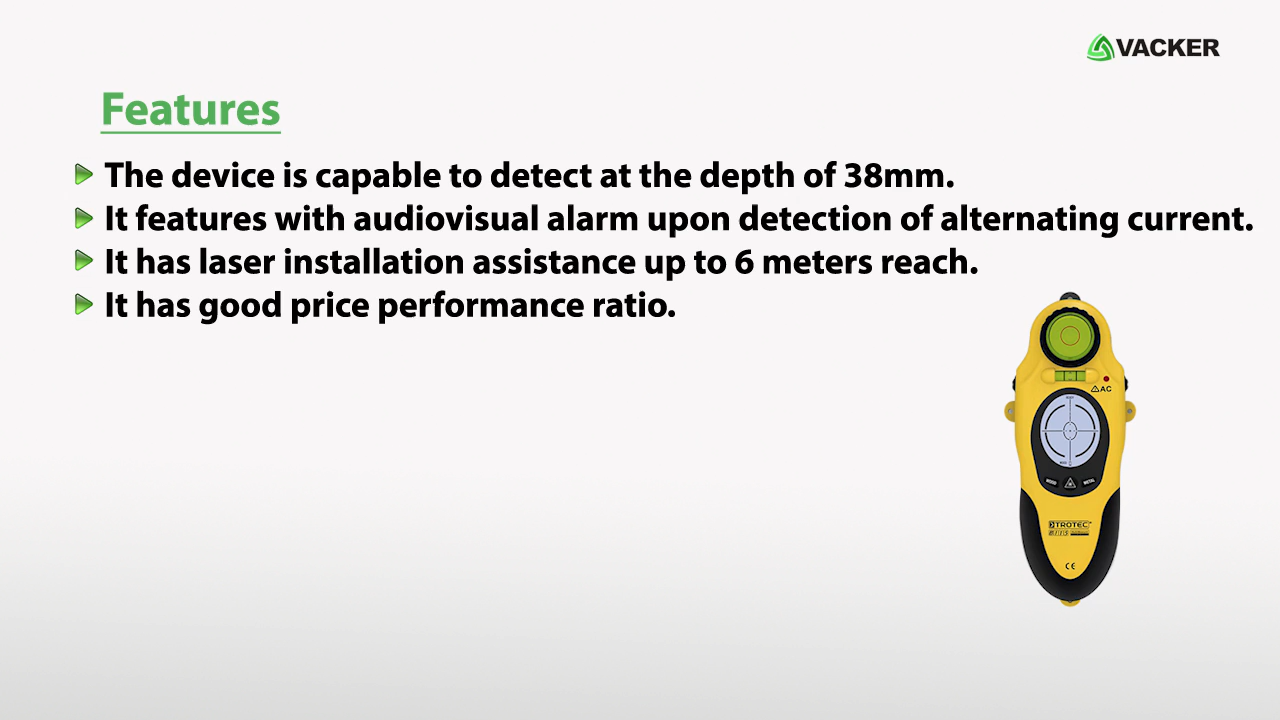 VACKER
Features
The device is capable to detect at the depth of 38mm.
It features with audiovisual alarm upon detection of alternating current.
It has laser installation assistance up to 6 meters reach.
It has good price performance ratio.
AC
WOOD
METAL
TROTEC
CE